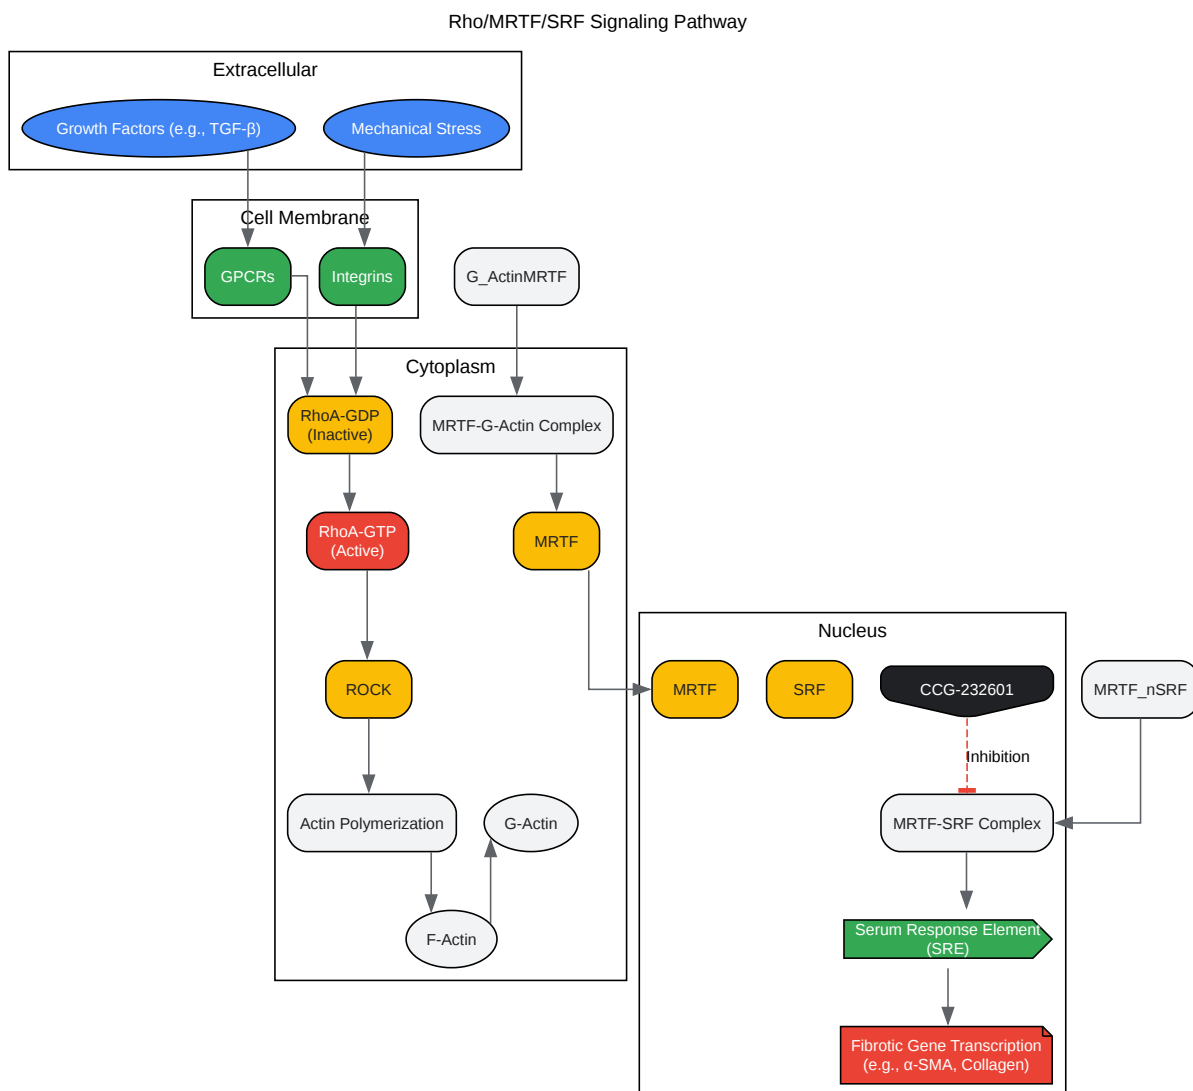 Rho/MRTF/SRF Signaling Pathway
Extracellular
Growth Factors (e.g., TGF-β)
Mechanical Stress
Cell Membrane
GPCRs
Integrins
G_ActinMRTF
Cytoplasm
RhoA-GDP
(Inactive)
MRTF-G-Actin Complex
RhoA-GTP
(Active)
MRTF
Nucleus
ROCK
MRTF
SRF
CCG-232601
MRTF_nSRF
Inhibition
Actin Polymerization
G-Actin
MRTF-SRF Complex
F-Actin
Serum Response Element
(SRE)
Fibrotic Gene Transcription
(e.g., α-SMA, Collagen)